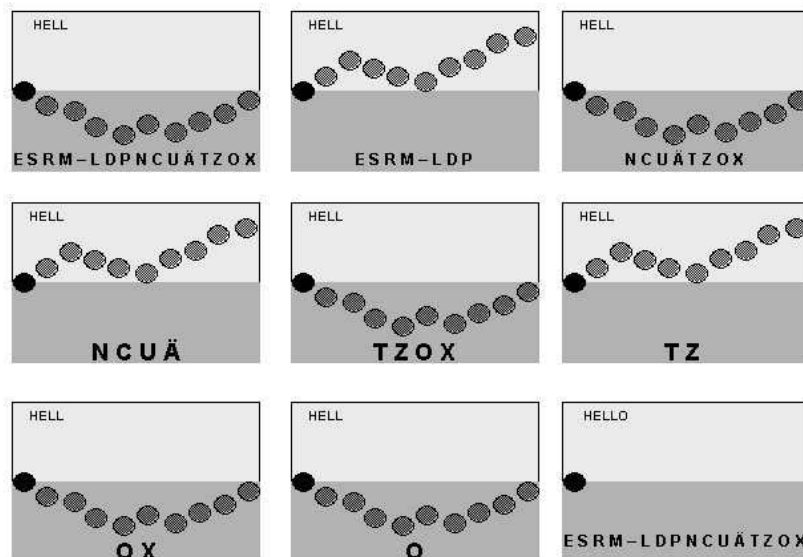 HELL
ESRM-LDPNCUÄTZOX
HELL
ESRM-LDP
HELL
NCUÄTZOX
HELL
NCUÄ
HELL
TZOX
HELL
TZ
HELL
OX
HELL
O
HELLO
ESRM-LDPNCUÄTZOX